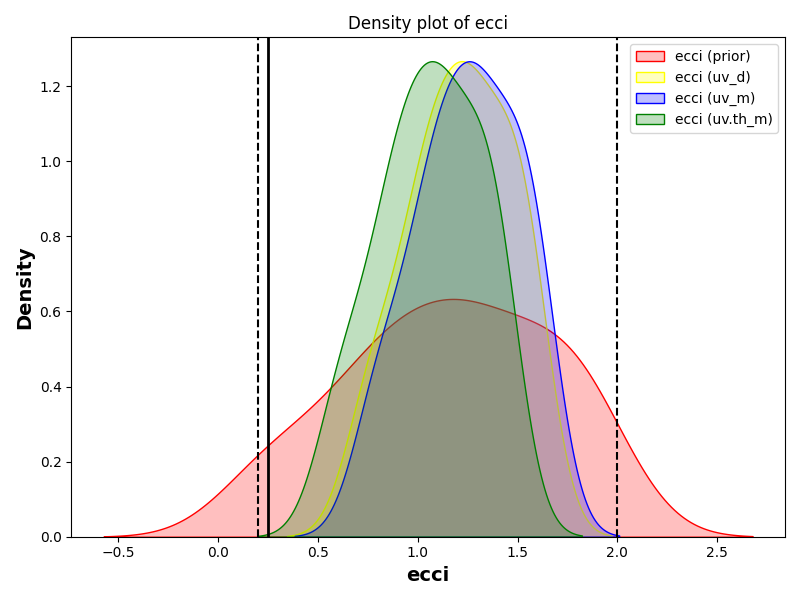 Density plot of ecci
ecci (prior)
ecci (uv_d)
ecci (uv_m)
ecci (uv.th_m)
Density
1.2
1.0
0.8
0.6
0.4
0.2
0.0
−0.5 0.0 0.5 1.0 1.5 2.0 2.5
ecci